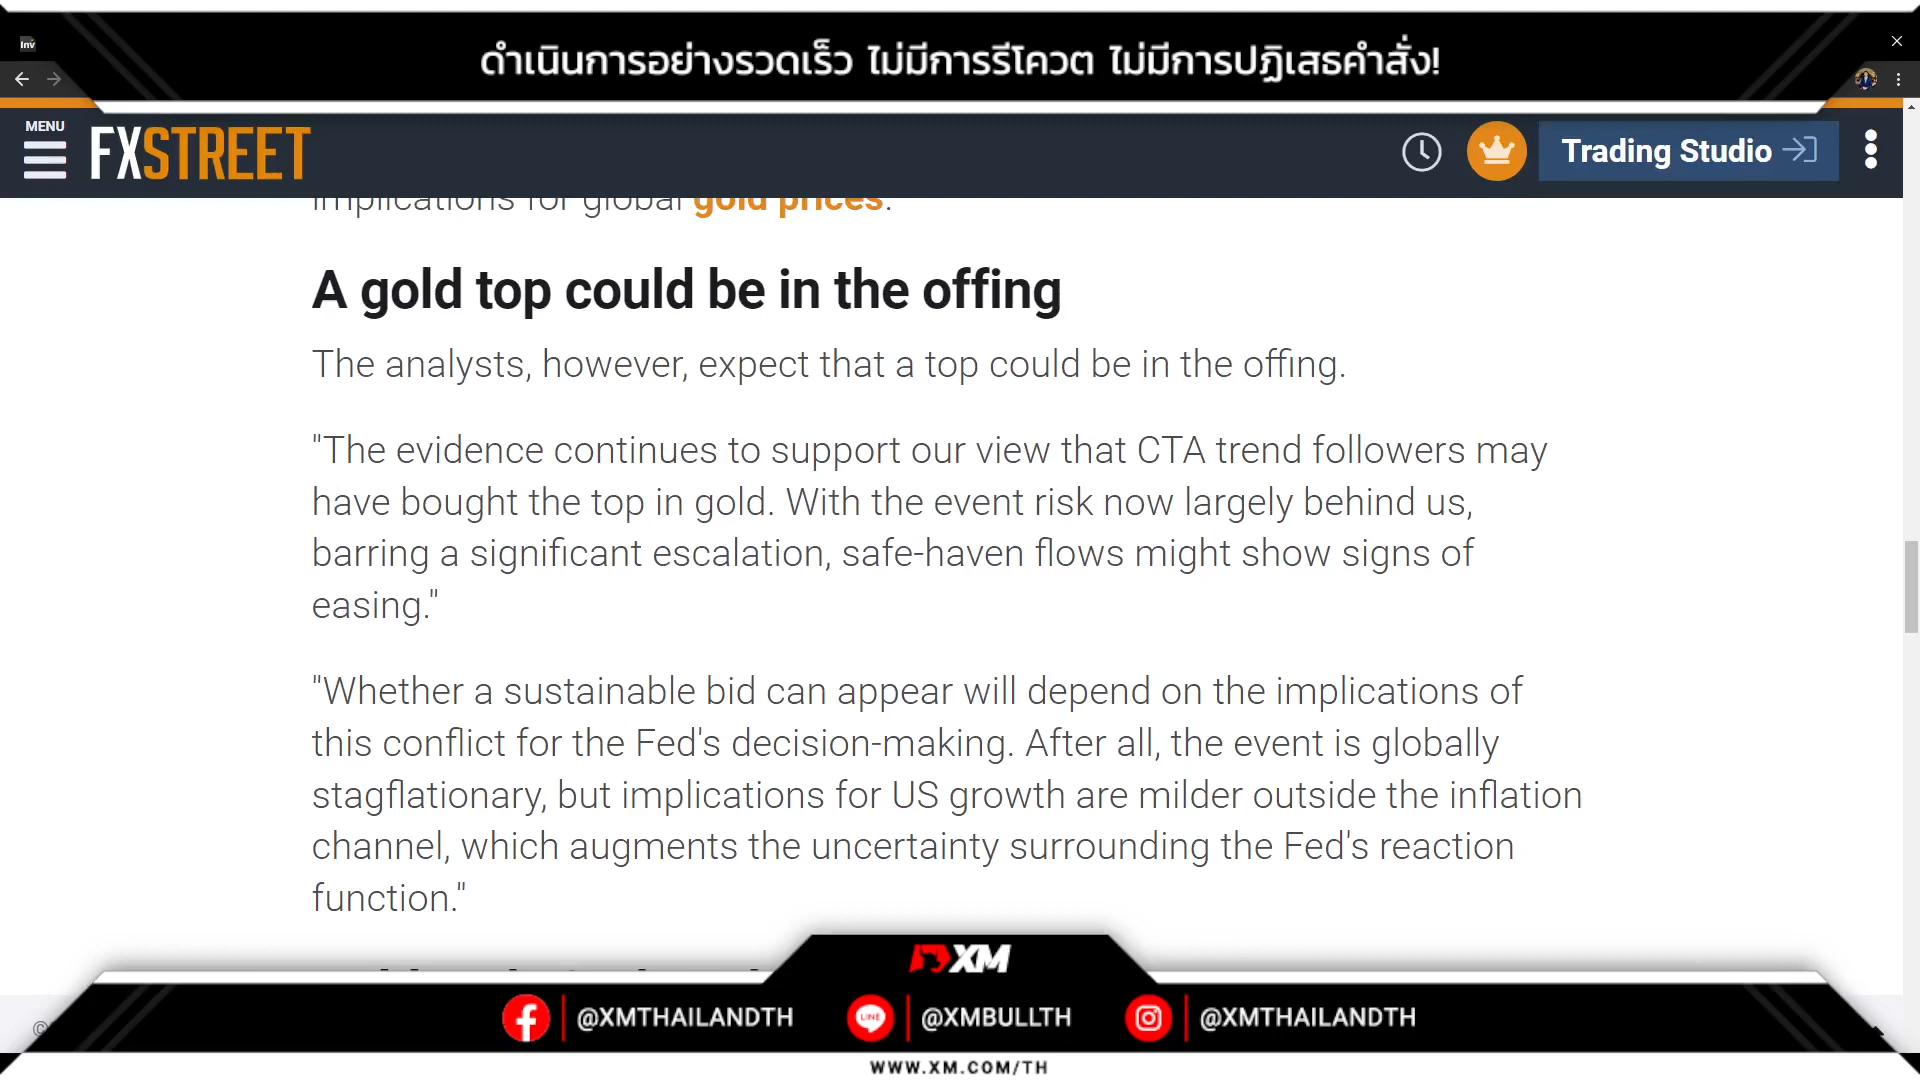 Inv
ดำเนินการอย่างรวดเร็ว ไม่มีการรีโควต ไม่มีการปฏิเสธคำสั่ง!
MENU
FXSTREET
Trading Studio
implications for global gold prices.
A gold top could be in the offing
The analysts, however, expect that a top could be in the offing.
"The evidence continues to support our view that CTA trend followers may
have bought the top in gold. With the event risk now largely behind us,
barring a significant escalation, safe-haven flows might show signs of
easing."
"Whether a sustainable bid can appear will depend on the implications of
this conflict for the Fed's decision-making. After all, the event is globally
stagflationary, but implications for US growth are milder outside the inflation
channel, which augments the uncertainty surrounding the Fed's reaction
function."
XM
@XMTHAILANDTH
LINE
@XMBULLTH
@XMTHAILANDTH
©
WWW.XM.COM/TH